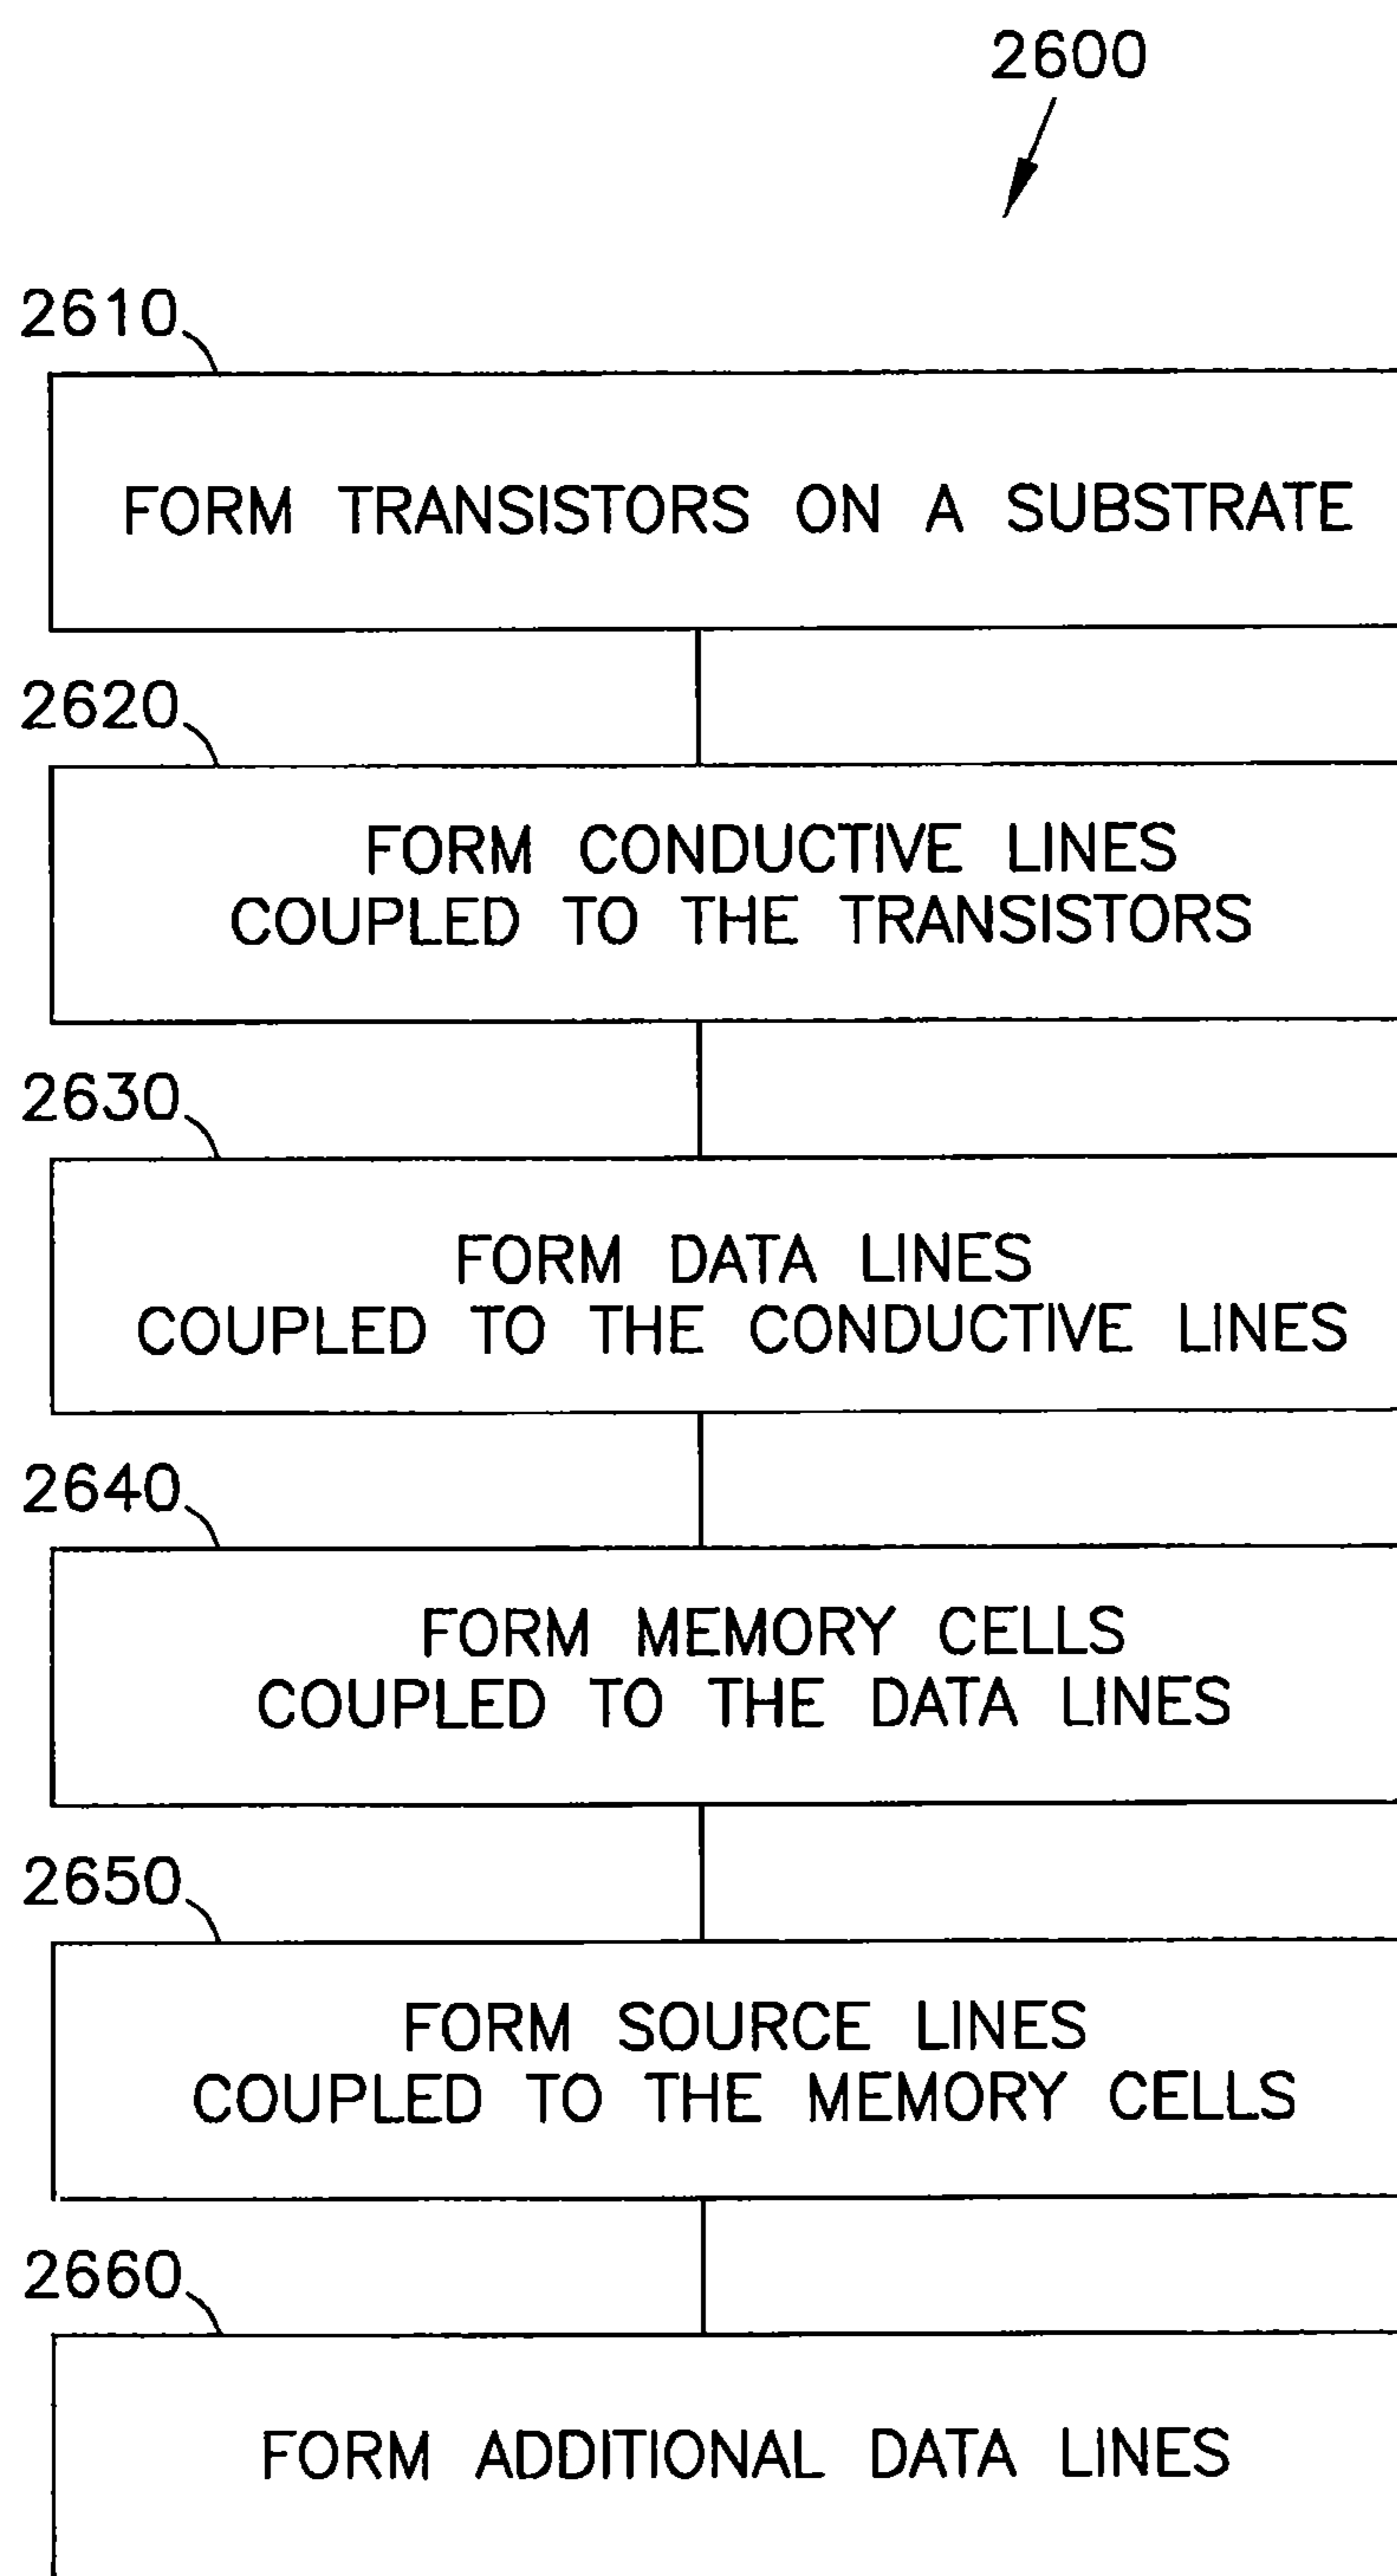 2600
2610
FORM TRANSISTORS ON A SUBSTRATE
2620
FORM CONDUCTIVE LINES
COUPLED TO THE TRANSISTORS
2630
FORM DATA LINES
COUPLED TO THE CONDUCTIVE LINES
2640
FORM MEMORY CELLS
COUPLED TO THE DATA LINES
2650
FORM SOURCE LINES
COUPLED TO THE MEMORY CELLS
2660
FORM ADDITIONAL DATA LINES